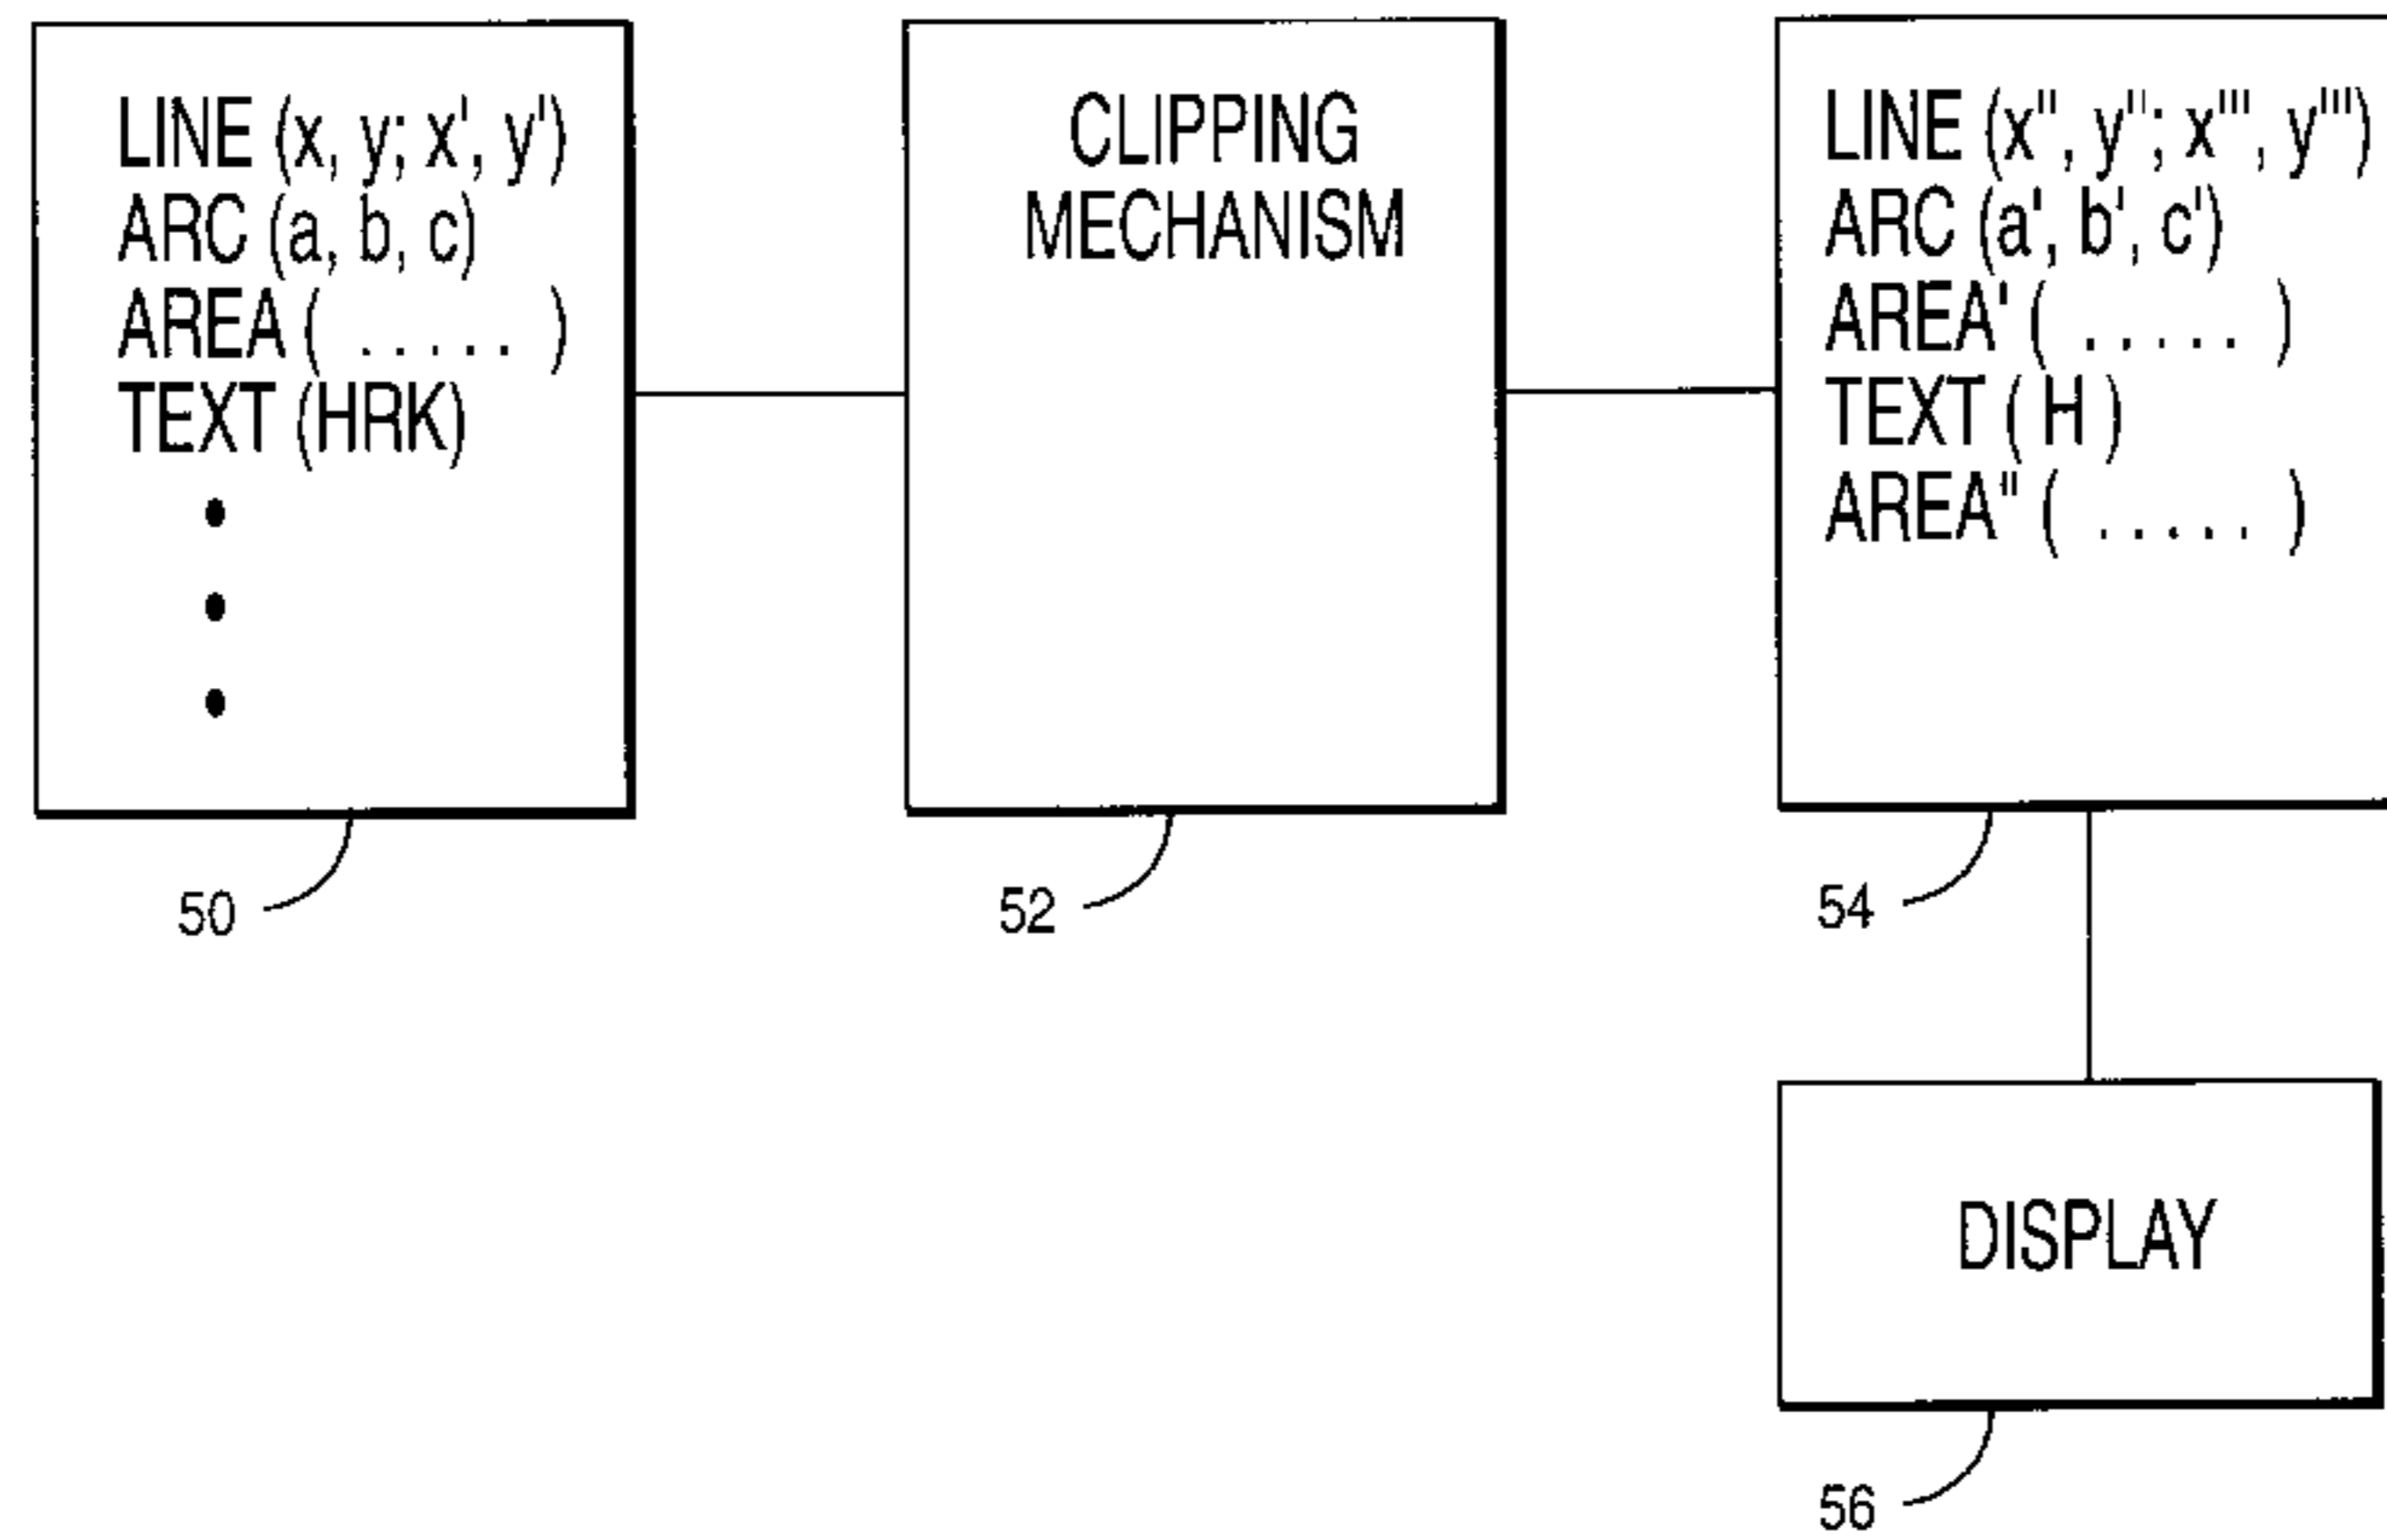 LINE (x, y; x', y')
ARC (a, b, c)
AREA ( ..... )
TEXT (HRK)
50
CLIPPING
MECHANISM
52
LINE (x", y"; x"', y"')
ARC (a', b', c')
AREA' ( ..... )
TEXT ( H )
AREA" ( ..... )
54
DISPLAY
56